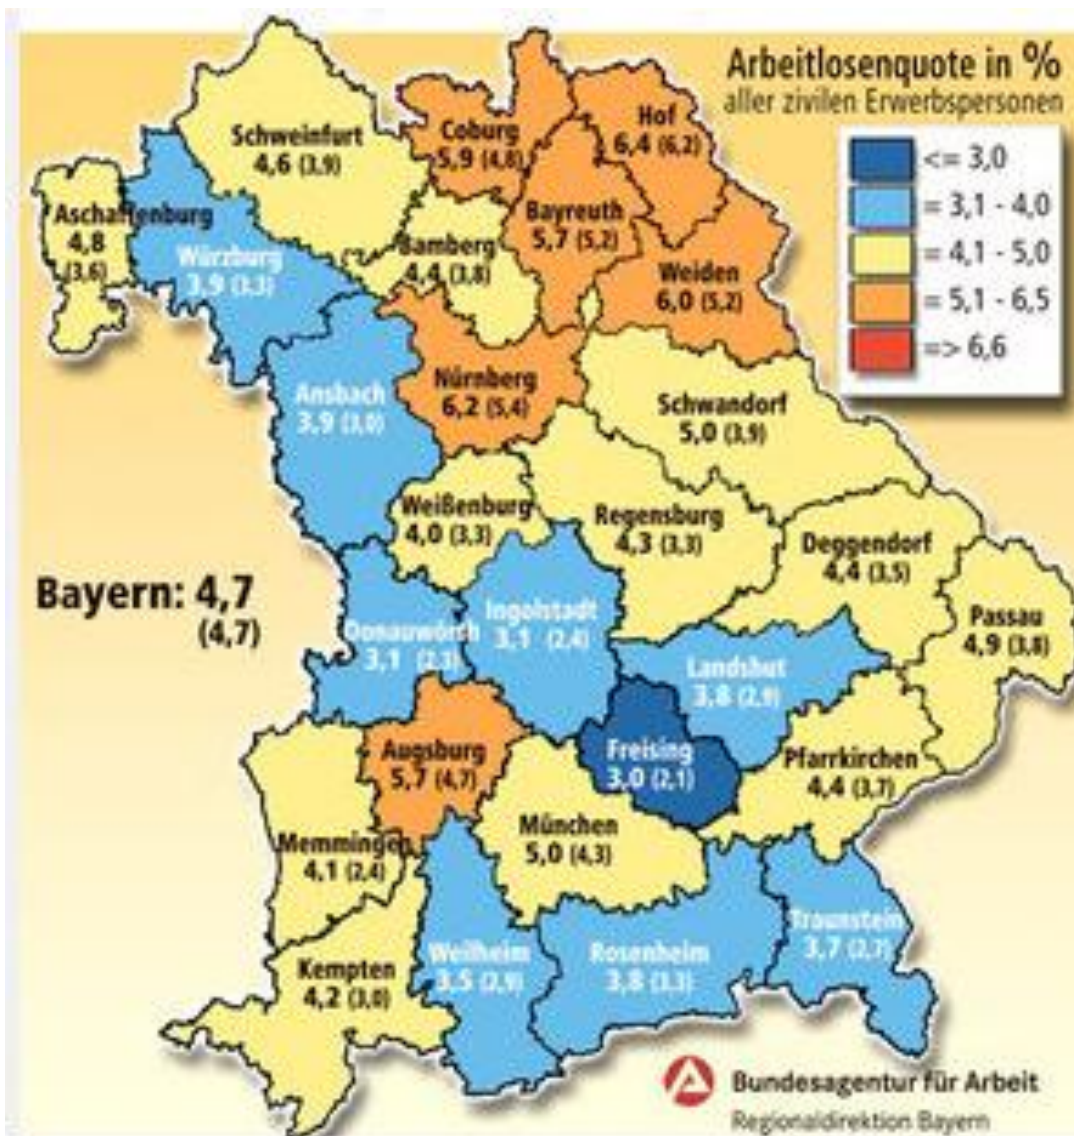 Arbeitlosenquote in %
aller zivilen Erwerbspersonen
<= 3,0
= 3,1 - 4,0
= 4,1 - 5,0
= 5,1 - 6,5
=> 6,6
Schweinfurt
4,6 (3,9)
Coburg
5,9 (4,8)
Hof
6,4 (6,2)
Aschaffenburg
4,8
(3,6)
Würzburg
3,9 (3,3)
Bamberg
4,4 (3,8)
Bayreuth
5,7 (5,2)
Weiden
6,0 (5,2)
Ansbach
3,9 (3,0)
Nürnberg
6,2 (5,4)
Schwandorf
5,0 (3,9)
Weißenburg
4,0 (3,3)
Regensburg
4,3 (3,3)
Deggendorf
4,4 (3,5)
Passau
4,9 (3,8)
Bayern: 4,7
(4,7)
Donauwörth
3,1 (2,3)
Ingolstadt
3,1 (2,4)
Landshut
3,8 (2,9)
Augsburg
5,7 (4,7)
Freising
3,0 (2,1)
Pfarrkirchen
4,4 (3,7)
Memmingen
4,1 (2,4)
München
5,0 (4,3)
Kempten
4,2 (3,0)
Weilheim
3,5 (2,9)
Rosenheim
3,8 (3,3)
Traunstein
3,7 (2,7)
Bundesagentur für Arbeit
Regionaldirektion Bayern